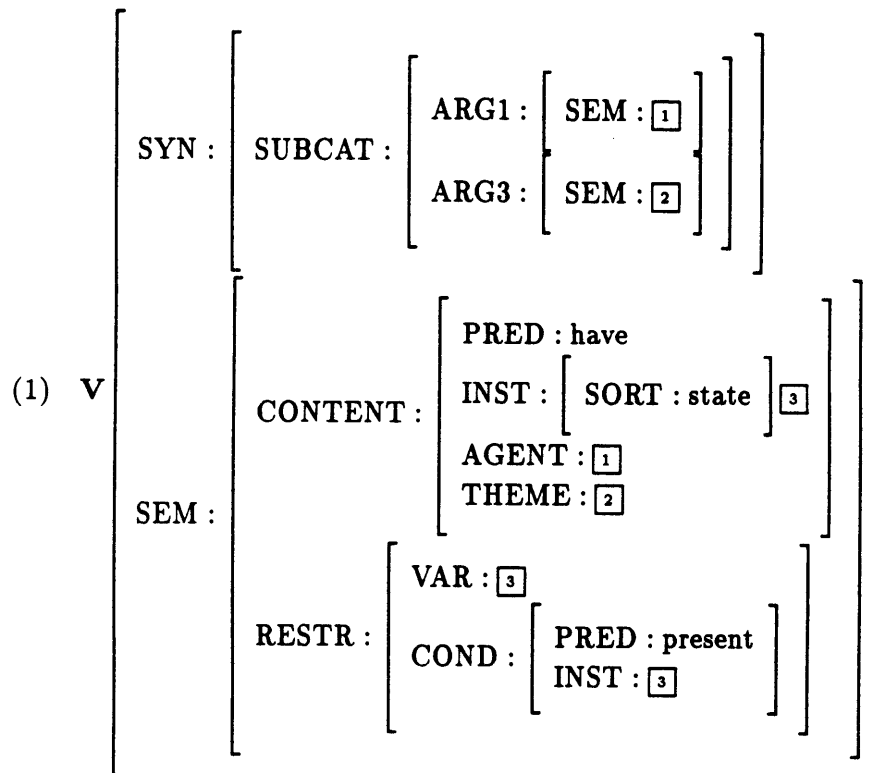 ARG1 : [ SEM : 1 ]
(1) V [ SYN : [ SUBCAT :
ARG3 : [ SEM : 2 ]
PRED : have
INST : [ SORT : state ] 3
CONTENT :
AGENT : 1
THEME : 2
SEM :
VAR : 3
RESTR :
COND : [ PRED : present
INST : 3 ]